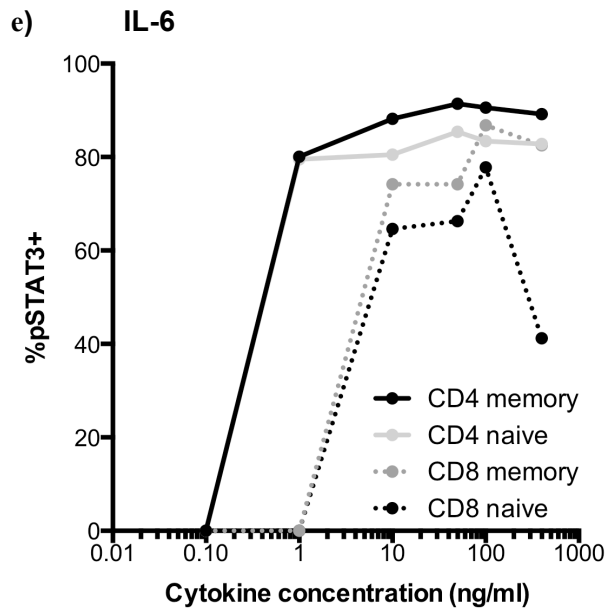 e) IL-6
100
80
60
40
20
0
%pSTAT3+
CD4 memory
CD4 naive
CD8 memory
CD8 naive
0.01 0.10 1 10 100 1000
Cytokine concentration (ng/ml)